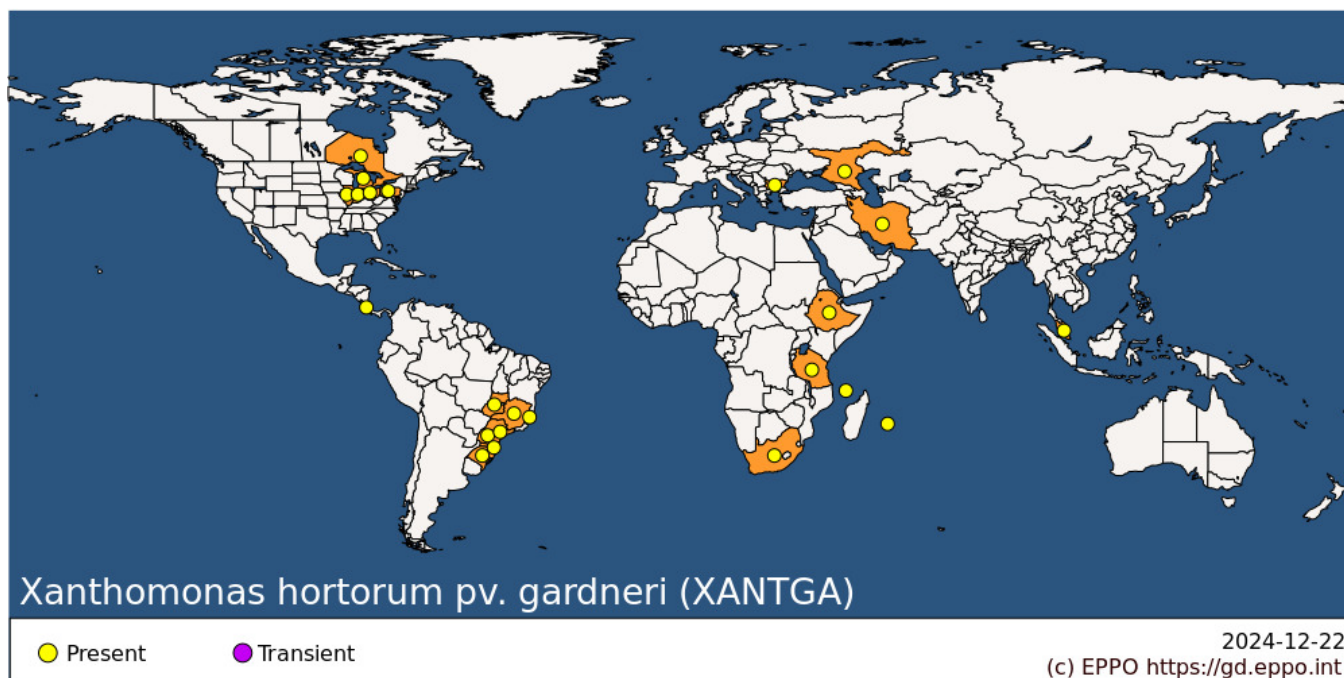 Xanthomonas hortorum pv. gardneri (XANTGA)
Present
Transient
2024-12-22
(c) EPPO https://gd.eppo.int